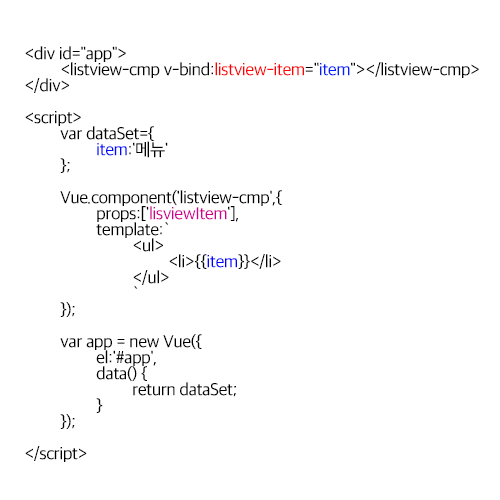 <div id="app">
<listview-cmp v-bind:listview-item="item"></listview-cmp>
</div>
<script>
var dataSet={
item:'메뉴'
};
Vue.component('listview-cmp',{
props:['lisviewItem'],
template:`
<ul>
<li>{{item}}</li>
</ul>
`
});
var app = new Vue({
el:'#app',
data() {
return dataSet;
}
});
</script>